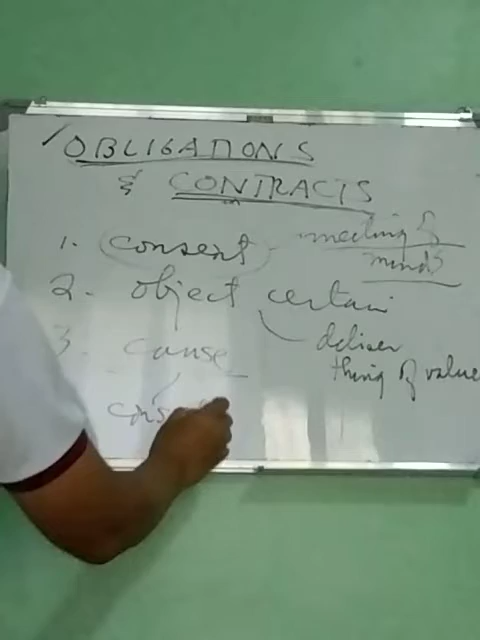 OBLIGATIONS
& CONTRACTS
1. consent - meeting of minds
2. object certain
deliver
thing of value
3. cause